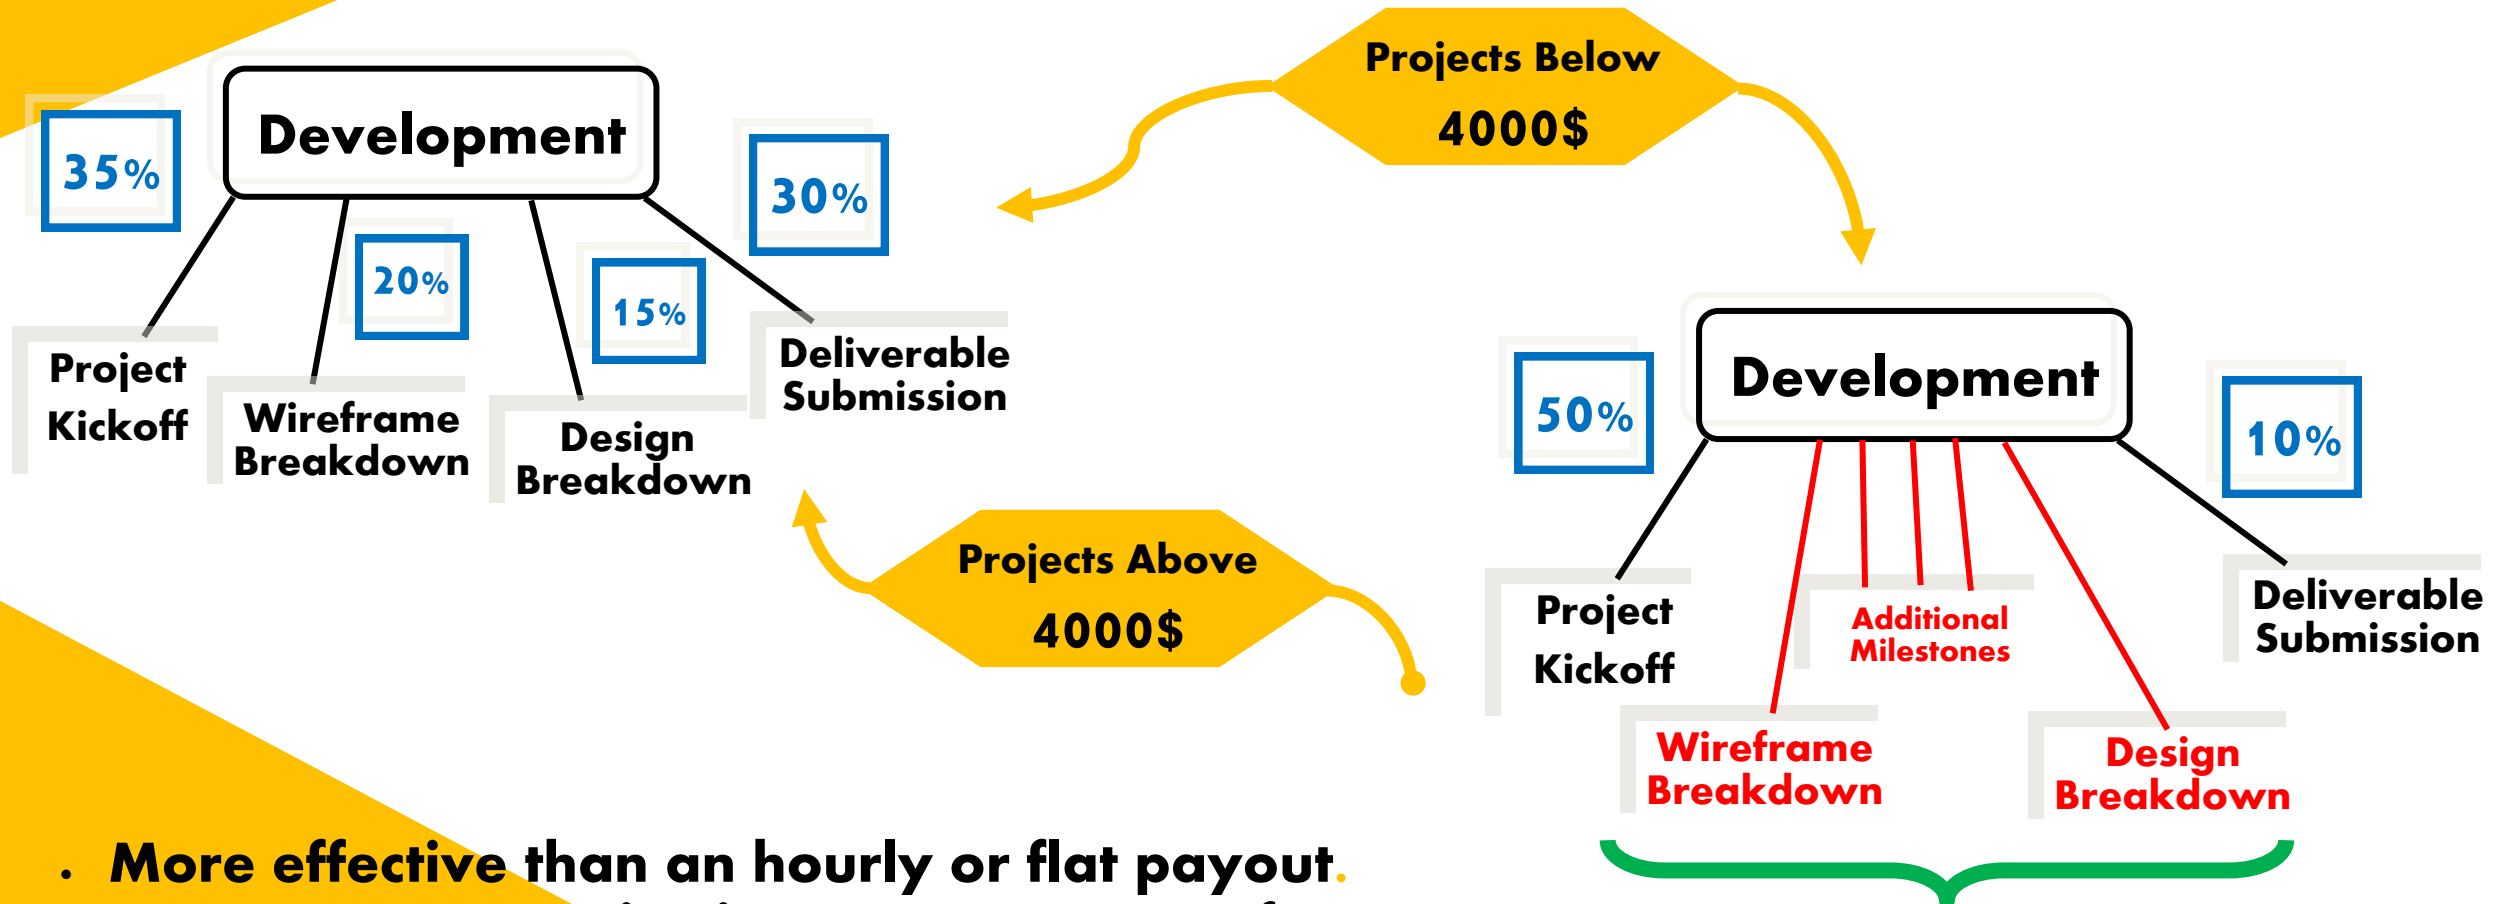 Projects Below
4000$
Development
35%
30%
20%
15%
Project
Kickoff
Wireframe
Breakdown
Design
Breakdown
Deliverable
Submission
Development
50%
10%
Project
Kickoff
Additional
Milestones
Deliverable
Submission
Wireframe
Breakdown
Design
Breakdown
Projects Above
4000$
• More effective than an hourly or flat payout.